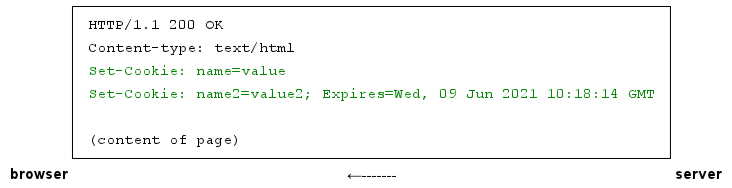 HTTP/1.1 200 OK
Content-type: text/html
Set-Cookie: name=value
Set-Cookie: name2=value2; Expires=Wed, 09 Jun 2021 10:18:14 GMT
(content of page)
browser ←------- server